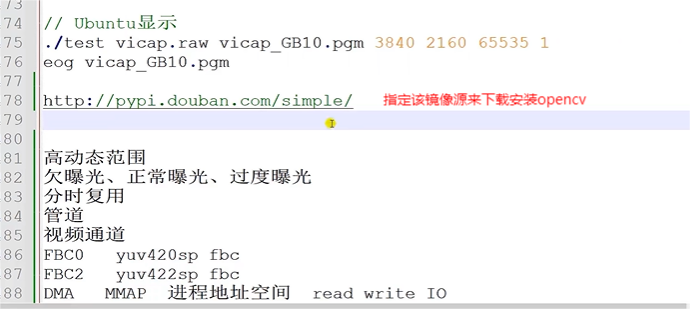 73
74 // Ubuntu显示
75 ./test vicap.raw vicap_GB10.pgm 3840 2160 65535 1
76 eog vicap_GB10.pgm
77
78 http://pypi.douban.com/simple/ 指定该镜像源来下载安装opencv
79
80
81 高动态范围
82 欠曝光、正常曝光、过度曝光
83 分时复用
84 管道
85 视频通道
86 FBC0 yuv420sp fbc
87 FBC2 yuv422sp fbc
88 DMA MMAP 进程地址空间 read write IO